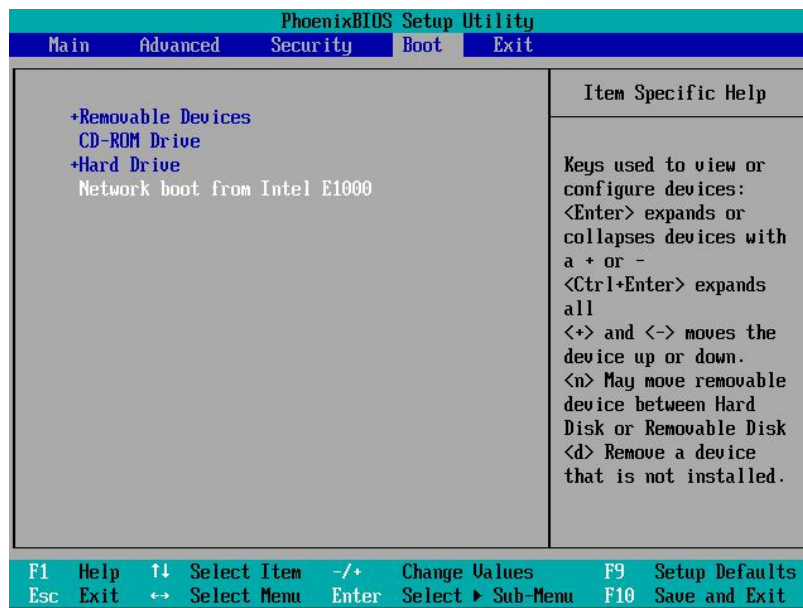 PhoenixBIOS Setup Utility
Main Advanced Security Boot Exit
+Removable Devices
CD-ROM Drive
+Hard Drive
Network boot from Intel E1000
Item Specific Help
Keys used to view or
configure devices:
<Enter> expands or
collapses devices with
a + or -
<Ctrl+Enter> expands
all
<+> and <-> moves the
device up or down.
<n> May move removable
device between Hard
Disk or Removable Disk
<d> Remove a device
that is not installed.
F1 Help ↑↓ Select Item -/+ Change Values F9 Setup Defaults
Esc Exit ↔ Select Menu Enter Select ▶ Sub-Menu F10 Save and Exit